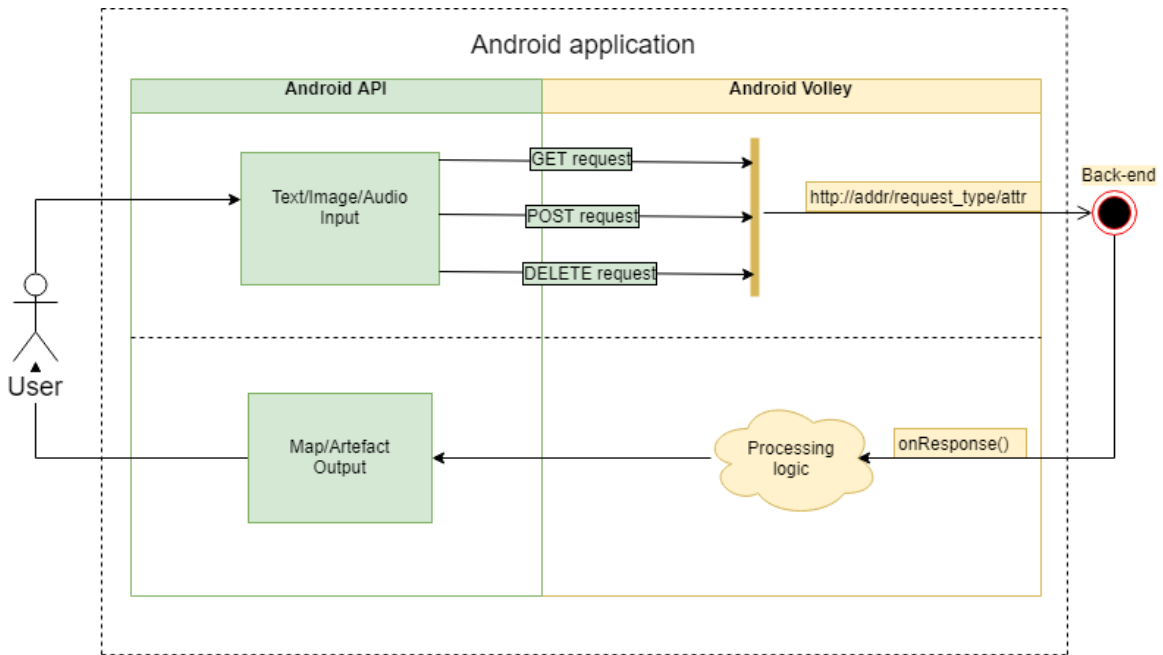 Android application
Android API
Android Volley
Text/Image/Audio
Input
GET request
POST request
DELETE request
http://addr/request_type/attr
Back-end
User
Map/Artefact
Output
Processing
logic
onResponse()